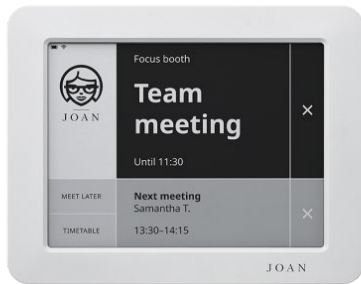 JOAN
Focus booth
Team
meeting
Until 11:30
MEET LATER
TIMETABLE
Next meeting
Samantha T.
13:30–14:15
JOAN